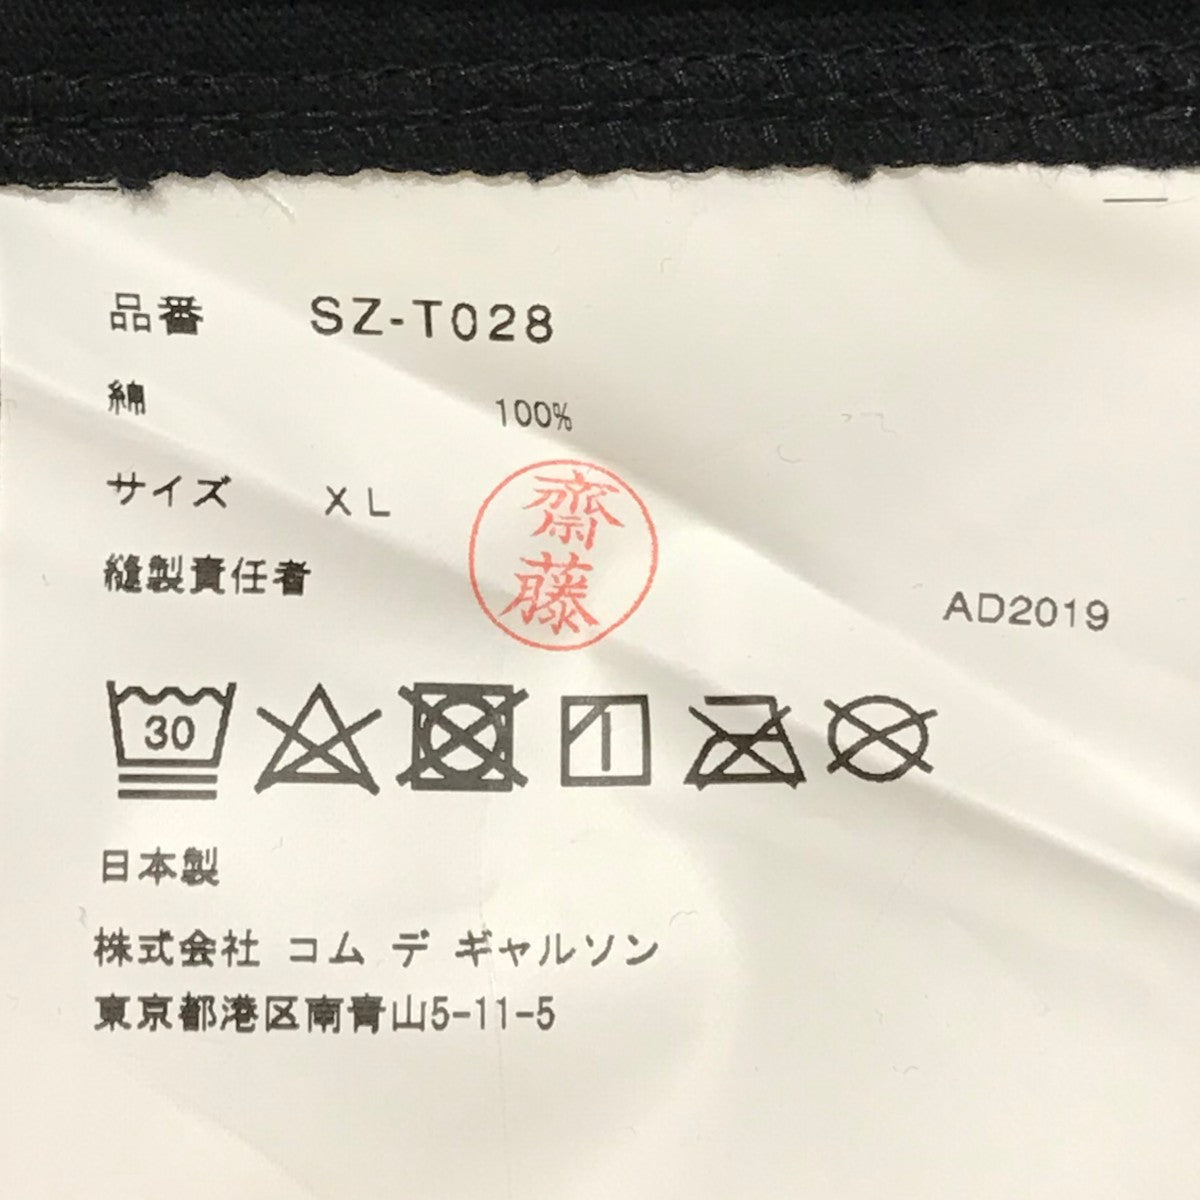 品番 SZ-T028
綿 100%
サイズ XL
縫製責任者 齋藤
AD2019
30
日本製
株式会社 コム デ ギャルソン
東京都港区南青山5-11-5